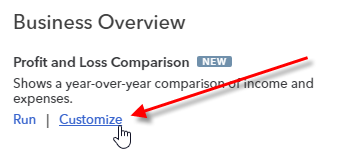 Business Overview
Profit and Loss Comparison NEW
Shows a year-over-year comparison of income and
expenses.
Run | Customize